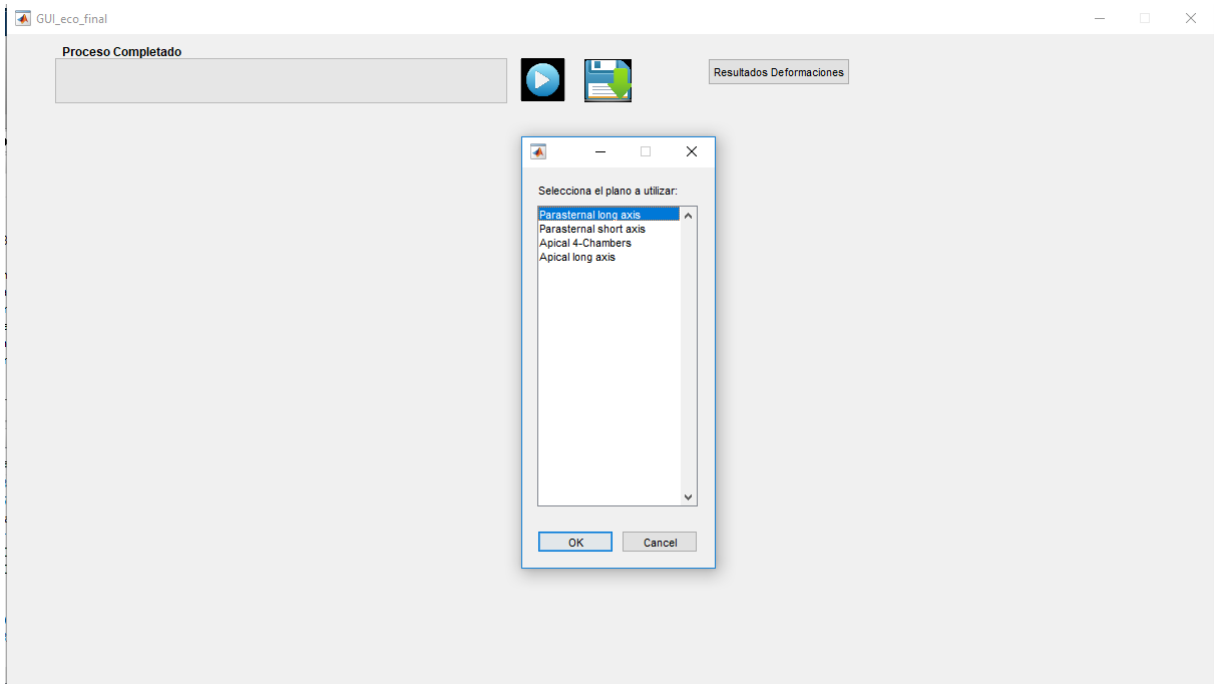 GUI_eco_final
Proceso Completado
Resultados Deformaciones
Selecciona el plano a utilizar:
Parasternal long axis
Parasternal short axis
Apical 4-Chambers
Apical long axis
OK
Cancel